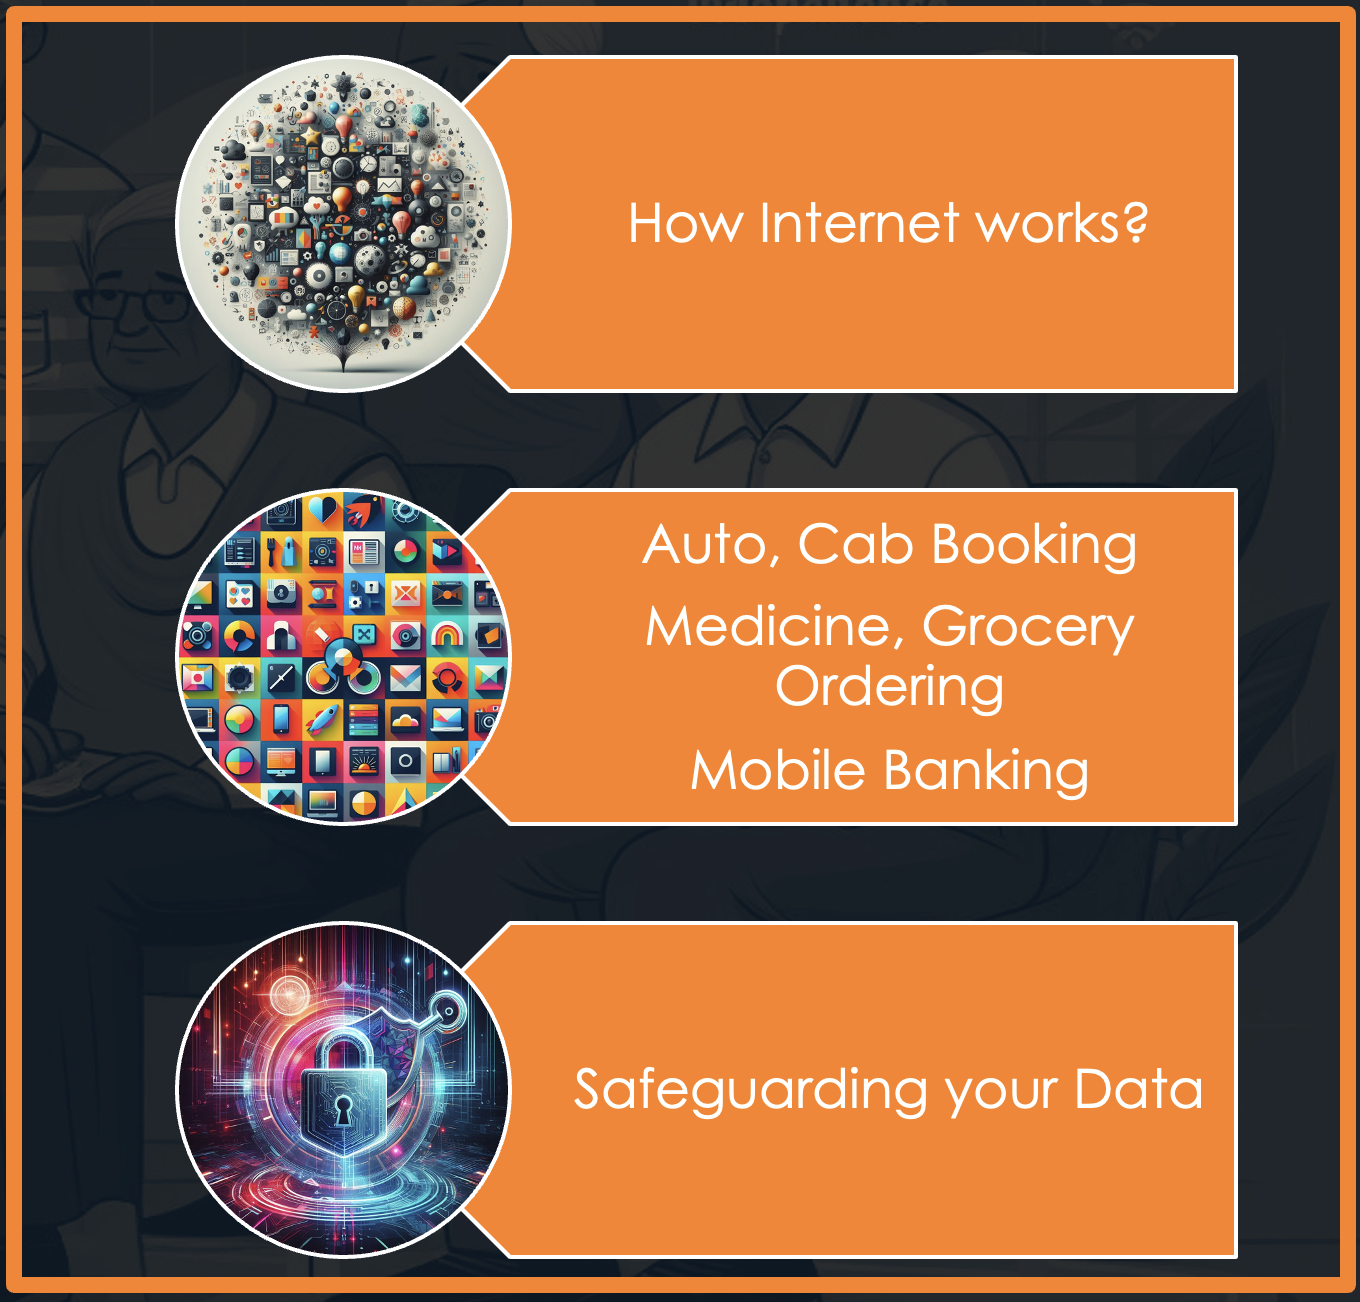 How Internet works?
Auto, Cab Booking
Medicine, Grocery
Ordering
Mobile Banking
Safeguarding your Data